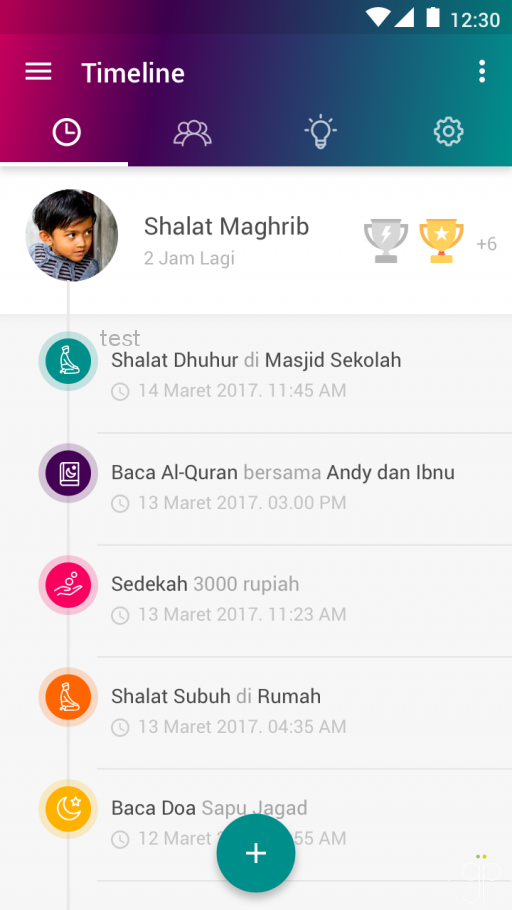 12:30
Timeline
Shalat Maghrib
2 Jam Lagi
+6
test
Shalat Dhuhur di Masjid Sekolah
14 Maret 2017. 11:45 AM
Baca Al-Quran bersama Andy dan Ibnu
13 Maret 2017. 03.00 PM
Sedekah 3000 rupiah
13 Maret 2017. 11:23 AM
Shalat Subuh di Rumah
13 Maret 2017. 04:35 AM
Baca Doa Sapu Jagad
12 Maret 55 AM